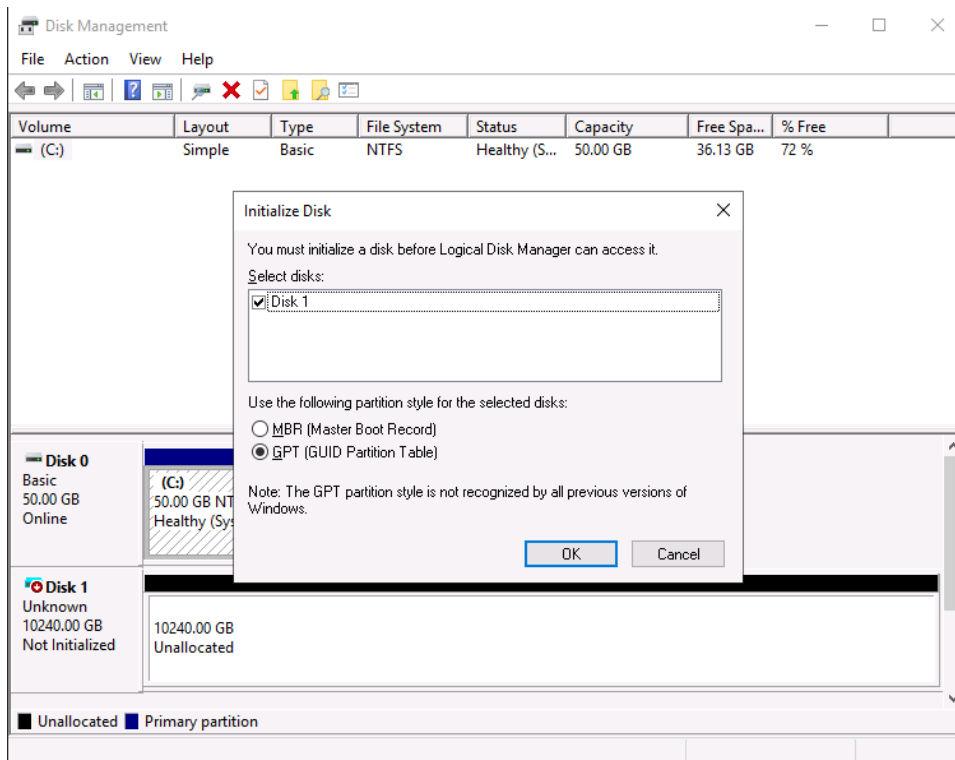 Disk Management
File Action View Help
Volume Layout Type File System Status Capacity Free Spa... % Free
(C:) Simple Basic NTFS Healthy (S... 50.00 GB 36.13 GB 72 %
Initialize Disk
You must initialize a disk before Logical Disk Manager can access it.
Select disks:
Disk 1
Use the following partition style for the selected disks:
MBR (Master Boot Record)
GPT (GUID Partition Table)
Note: The GPT partition style is not recognized by all previous versions of
Windows.
OK Cancel
Disk 0
Basic
50.00 GB
Online
(C:)
50.00 GB NT
Healthy (Sys
Disk 1
Unknown
10240.00 GB
Not Initialized
10240.00 GB
Unallocated
Unallocated Primary partition